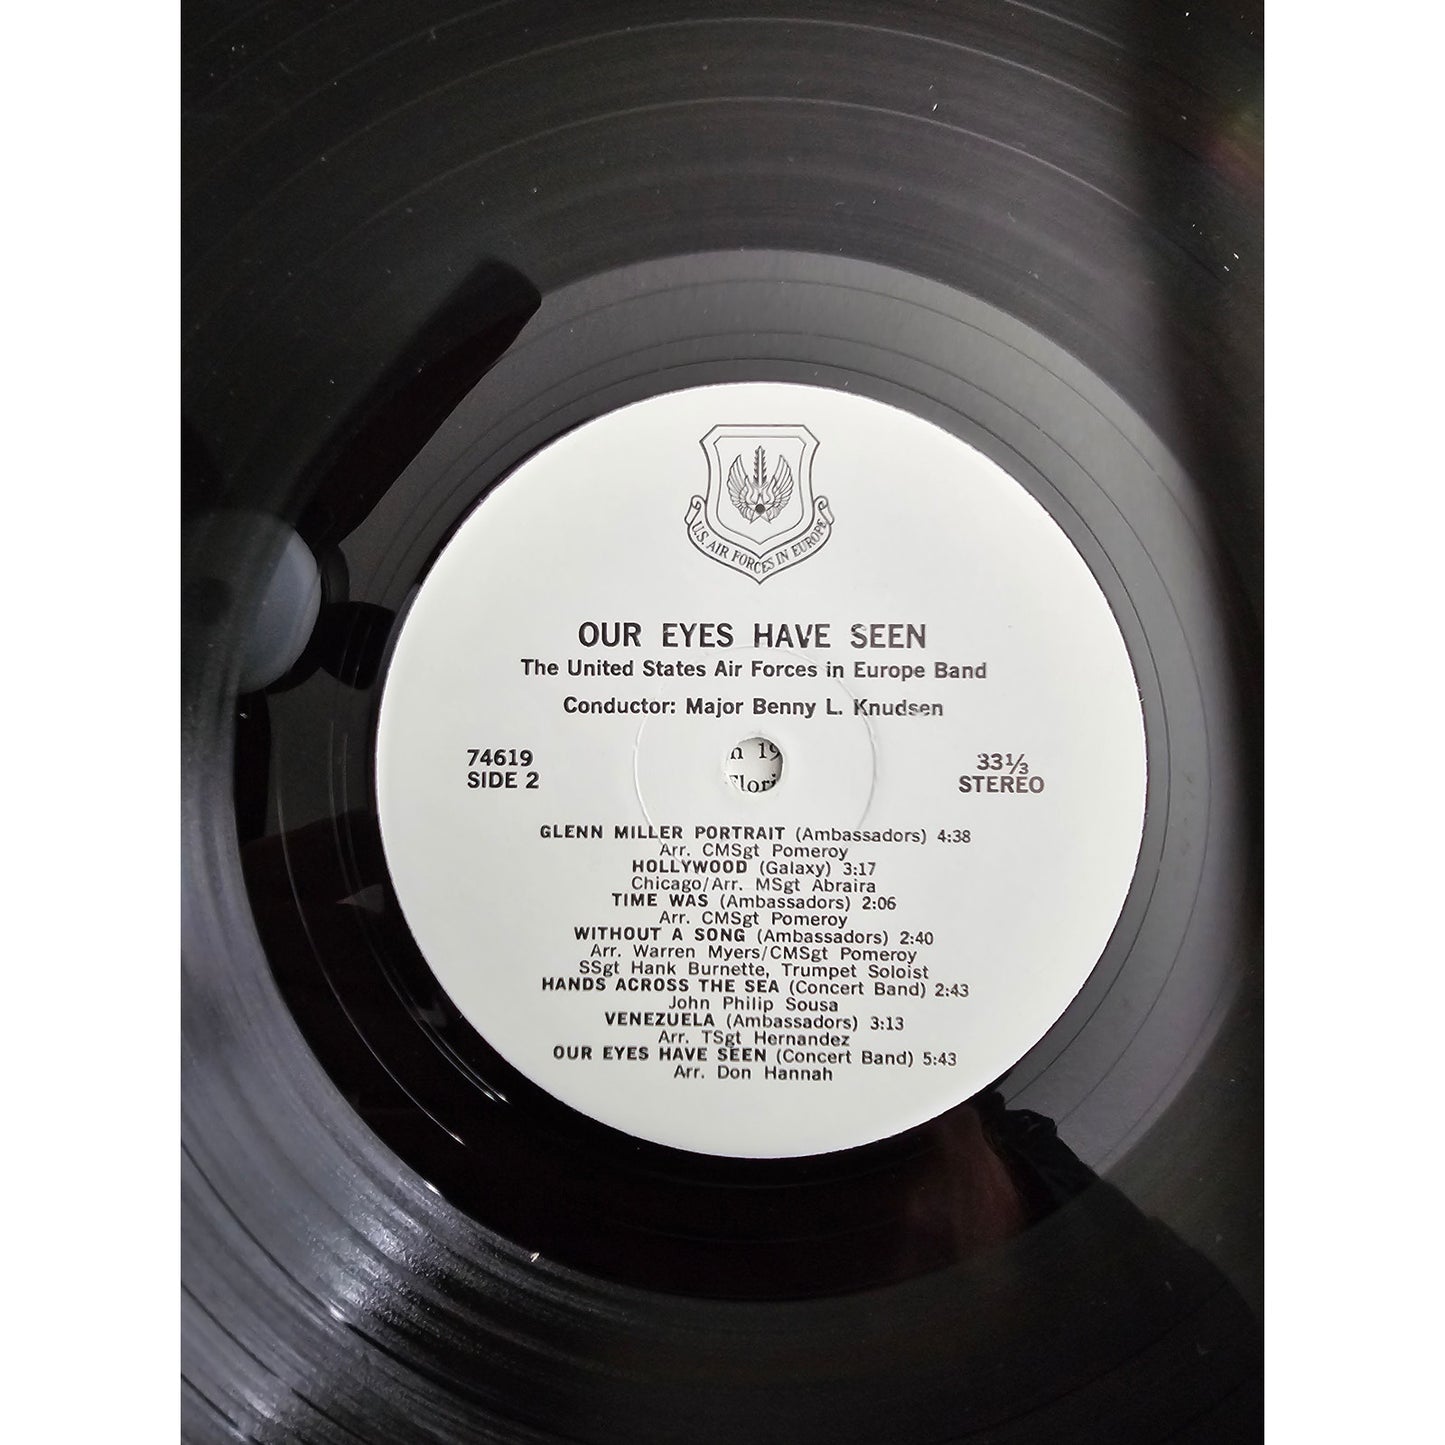 U.S. AIR FORCES IN EUROPE
OUR EYES HAVE SEEN
The United States Air Forces in Europe Band
Conductor: Major Benny L. Knudsen
74619
SIDE 2
33⅓
STEREO
GLENN MILLER PORTRAIT (Ambassadors) 4:38
Arr. CMSgt Pomeroy
HOLLYWOOD (Galaxy) 3:17
Chicago/Arr. MSgt Abraira
TIME WAS (Ambassadors) 2:06
Arr. CMSgt Pomeroy
WITHOUT A SONG (Ambassadors) 2:40
Arr. Warren Myers/CMSgt Pomeroy
SSgt Hank Burnette, Trumpet Soloist
HANDS ACROSS THE SEA (Concert Band) 2:43
John Philip Sousa
VENEZUELA (Ambassadors) 3:13
Arr. TSgt Hernandez
OUR EYES HAVE SEEN (Concert Band) 5:43
Arr. Don Hannah